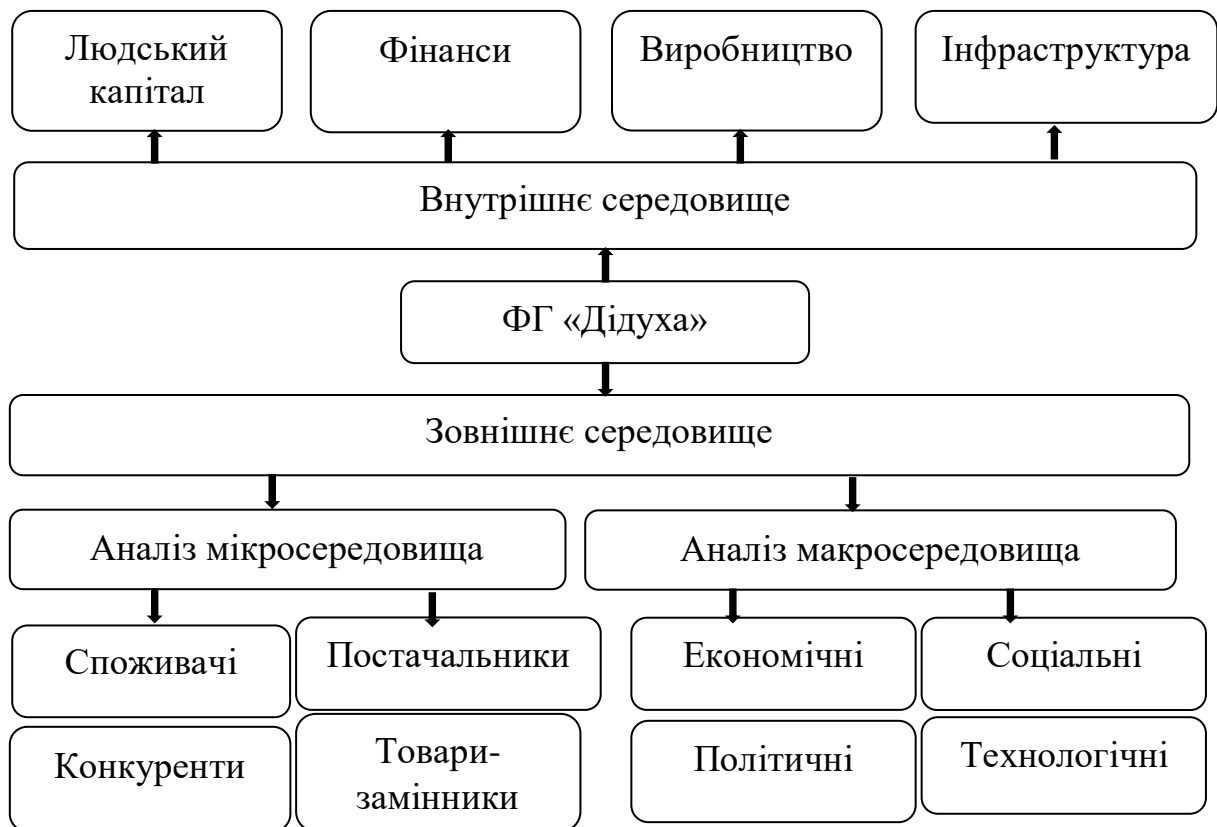 Людський
капітал
Фінанси
Виробництво
Інфраструктура
Внутрішнє середовище
ФГ «Дідуха»
Зовнішнє середовище
Аналіз мікросередовища
Аналіз макросередовища
Споживачі
Постачальники
Економічні
Соціальні
Конкуренти
Товари-
замінники
Політичні
Технологічні